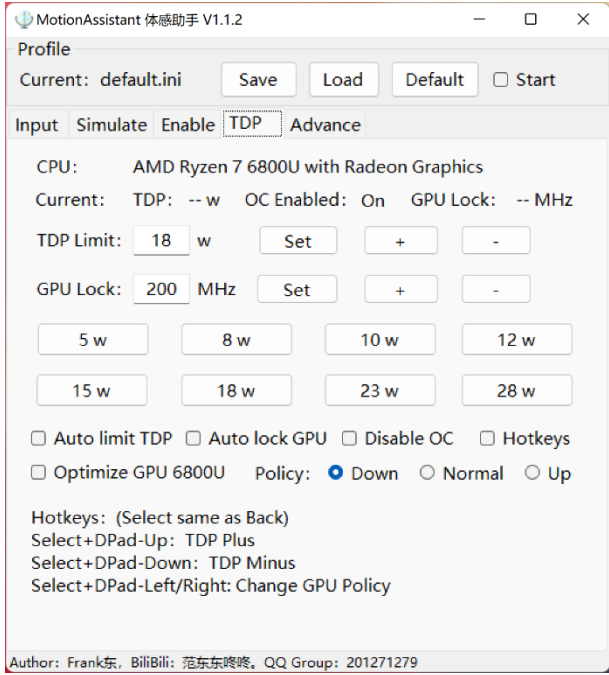 MotionAssistant 体感助手 V1.1.2
Profile
Current: default.ini Save Load Default Start
Input Simulate Enable TDP Advance
CPU: AMD Ryzen 7 6800U with Radeon Graphics
Current: TDP: -- w OC Enabled: On GPU Lock: -- MHz
TDP Limit: 18 w Set + -
GPU Lock: 200 MHz Set + -
5 w 8 w 10 w 12 w
15 w 18 w 23 w 28 w
Auto limit TDP Auto lock GPU Disable OC Hotkeys
Optimize GPU 6800U Policy: Down Normal Up
Hotkeys: (Select same as Back)
Select+DPad-Up: TDP Plus
Select+DPad-Down: TDP Minus
Select+DPad-Left/Right: Change GPU Policy
Author: Frank东, BiliBili: 范东东咚咚。QQ Group: 201271279